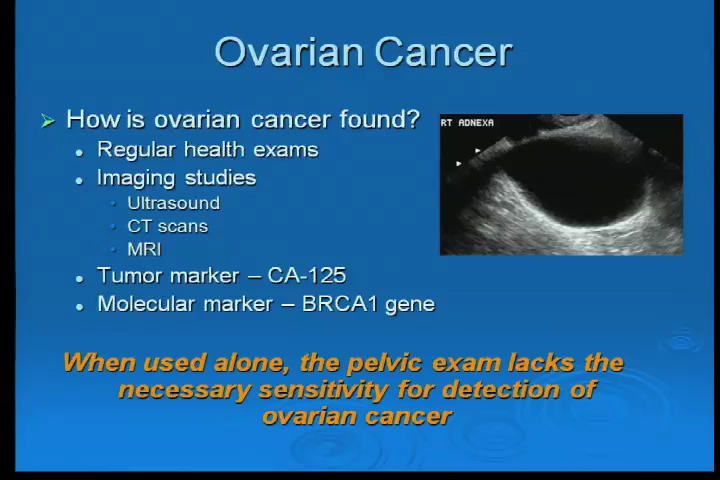 Ovarian Cancer
How is ovarian cancer found?
Regular health exams
Imaging studies
Ultrasound
CT scans
MRI
Tumor marker – CA-125
Molecular marker – BRCA1 gene
RT ADNEXA
When used alone, the pelvic exam lacks the
necessary sensitivity for detection of
ovarian cancer